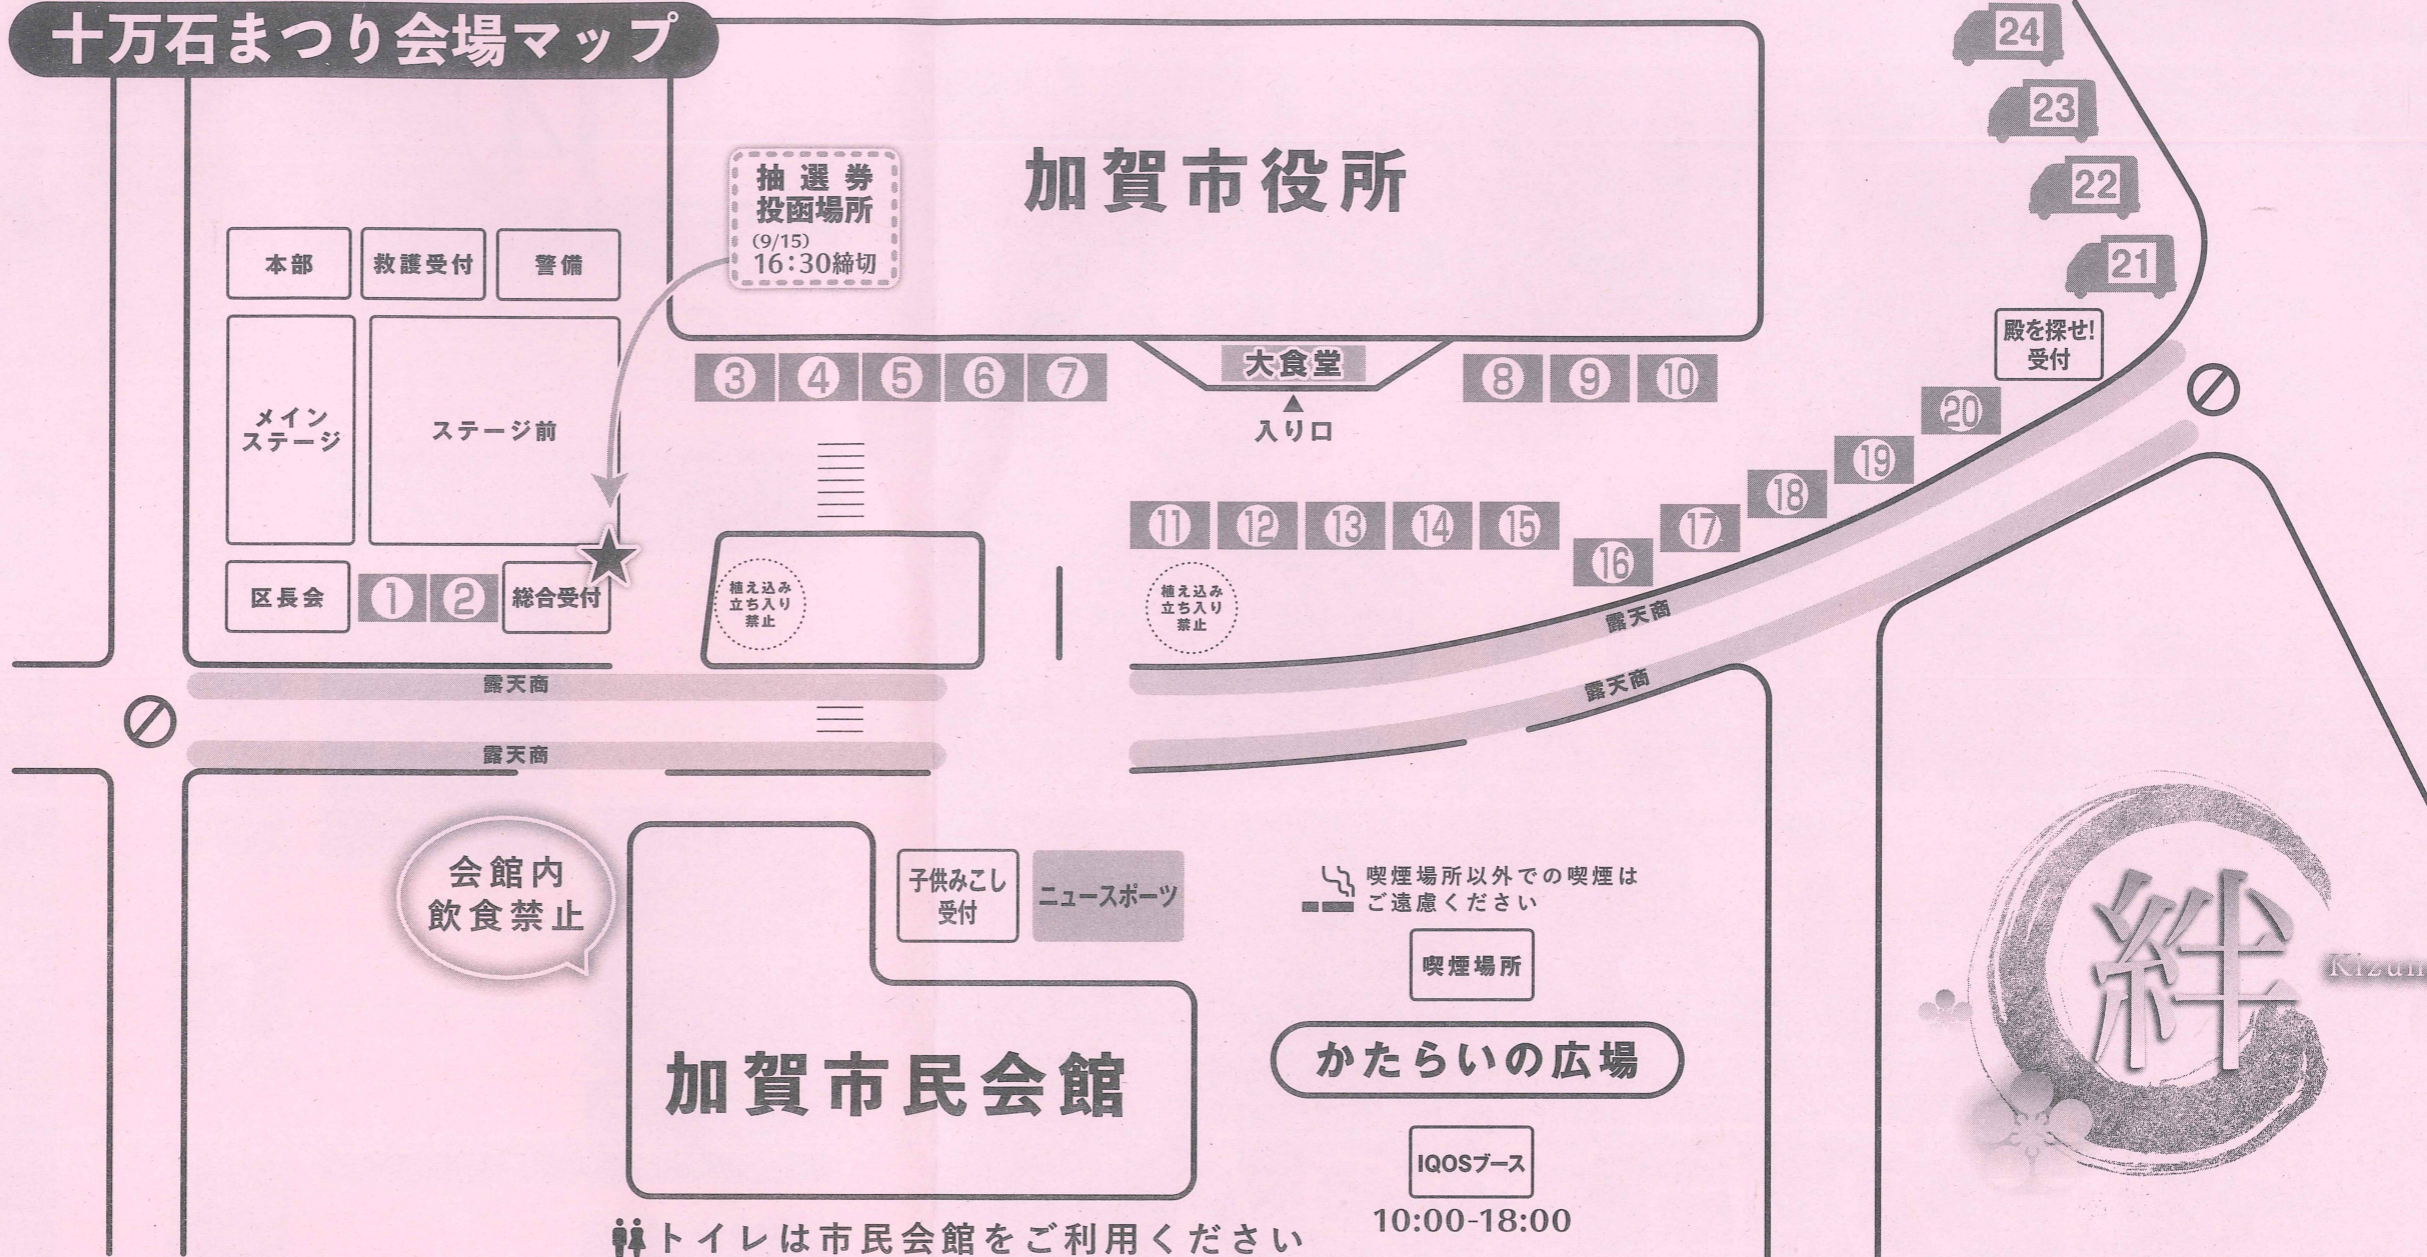 十万石まつり会場マップ
加賀市役所
抽選券
投函場所
(9/15)
16:30締切
24
23
22
21
殿を探せ!
受付
本部
救護受付
警備
メイン
ステージ
ステージ前
区長会
①
②
総合受付
③
④
⑤
⑥
⑦
大食堂
入り口
⑧
⑨
⑩
⑪
⑫
⑬
⑭
⑮
⑯
⑰
⑱
⑲
⑳
植え込み
立ち入り
禁止
植え込み
立ち入り
禁止
露天商
露天商
露天商
露天商
会館内
飲食禁止
子供みこし
受付
ニュースポーツ
喫煙場所以外での喫煙は
ご遠慮ください
喫煙場所
かたらいの広場
加賀市民会館
IQOSブース
10:00-18:00
トイレは市民会館をご利用ください
絆